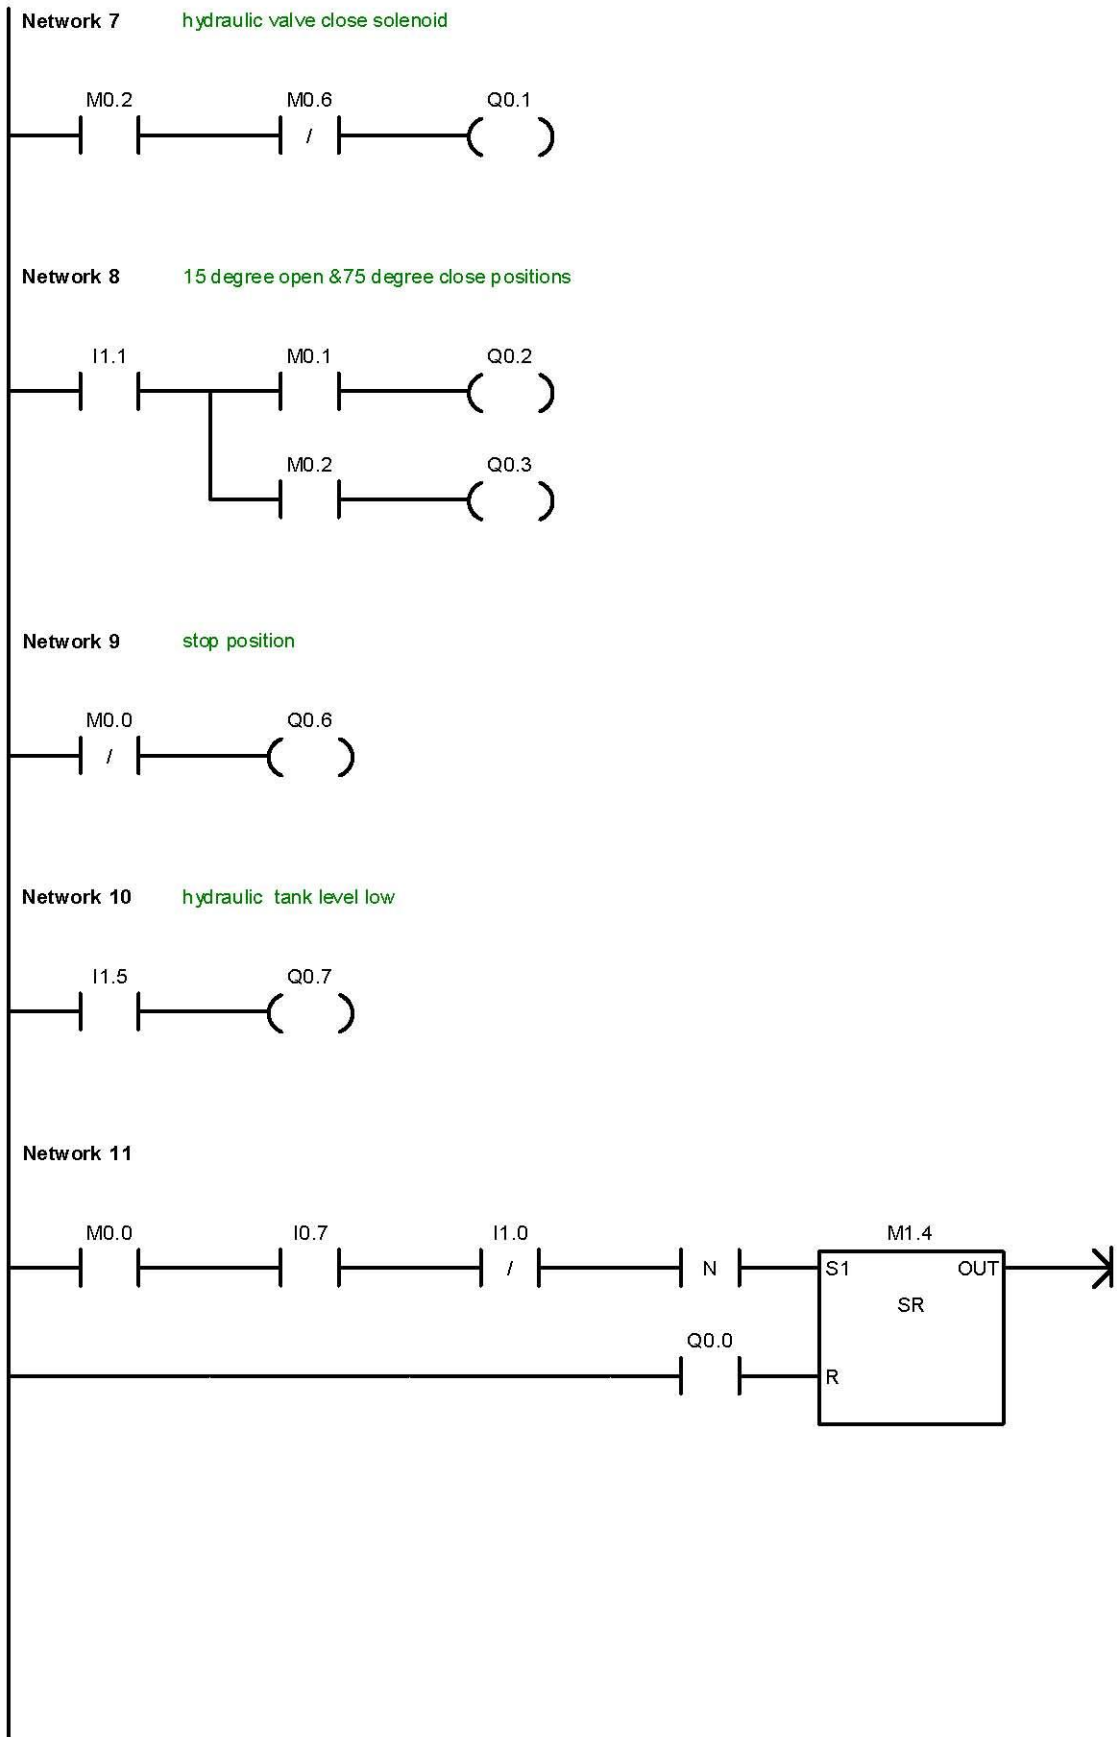 Network 7 hydraulic valve close solenoid
M0.2 M0.6 Q0.1
/
Network 8 15 degree open &75 degree close positions
I1.1 M0.1 Q0.2
M0.2 Q0.3
Network 9 stop position
M0.0 Q0.6
/
Network 10 hydraulic tank level low
I1.5 Q0.7
Network 11
M0.0 I0.7 I1.0 M1.4
/ N S1 OUT
SR
Q0.0
R